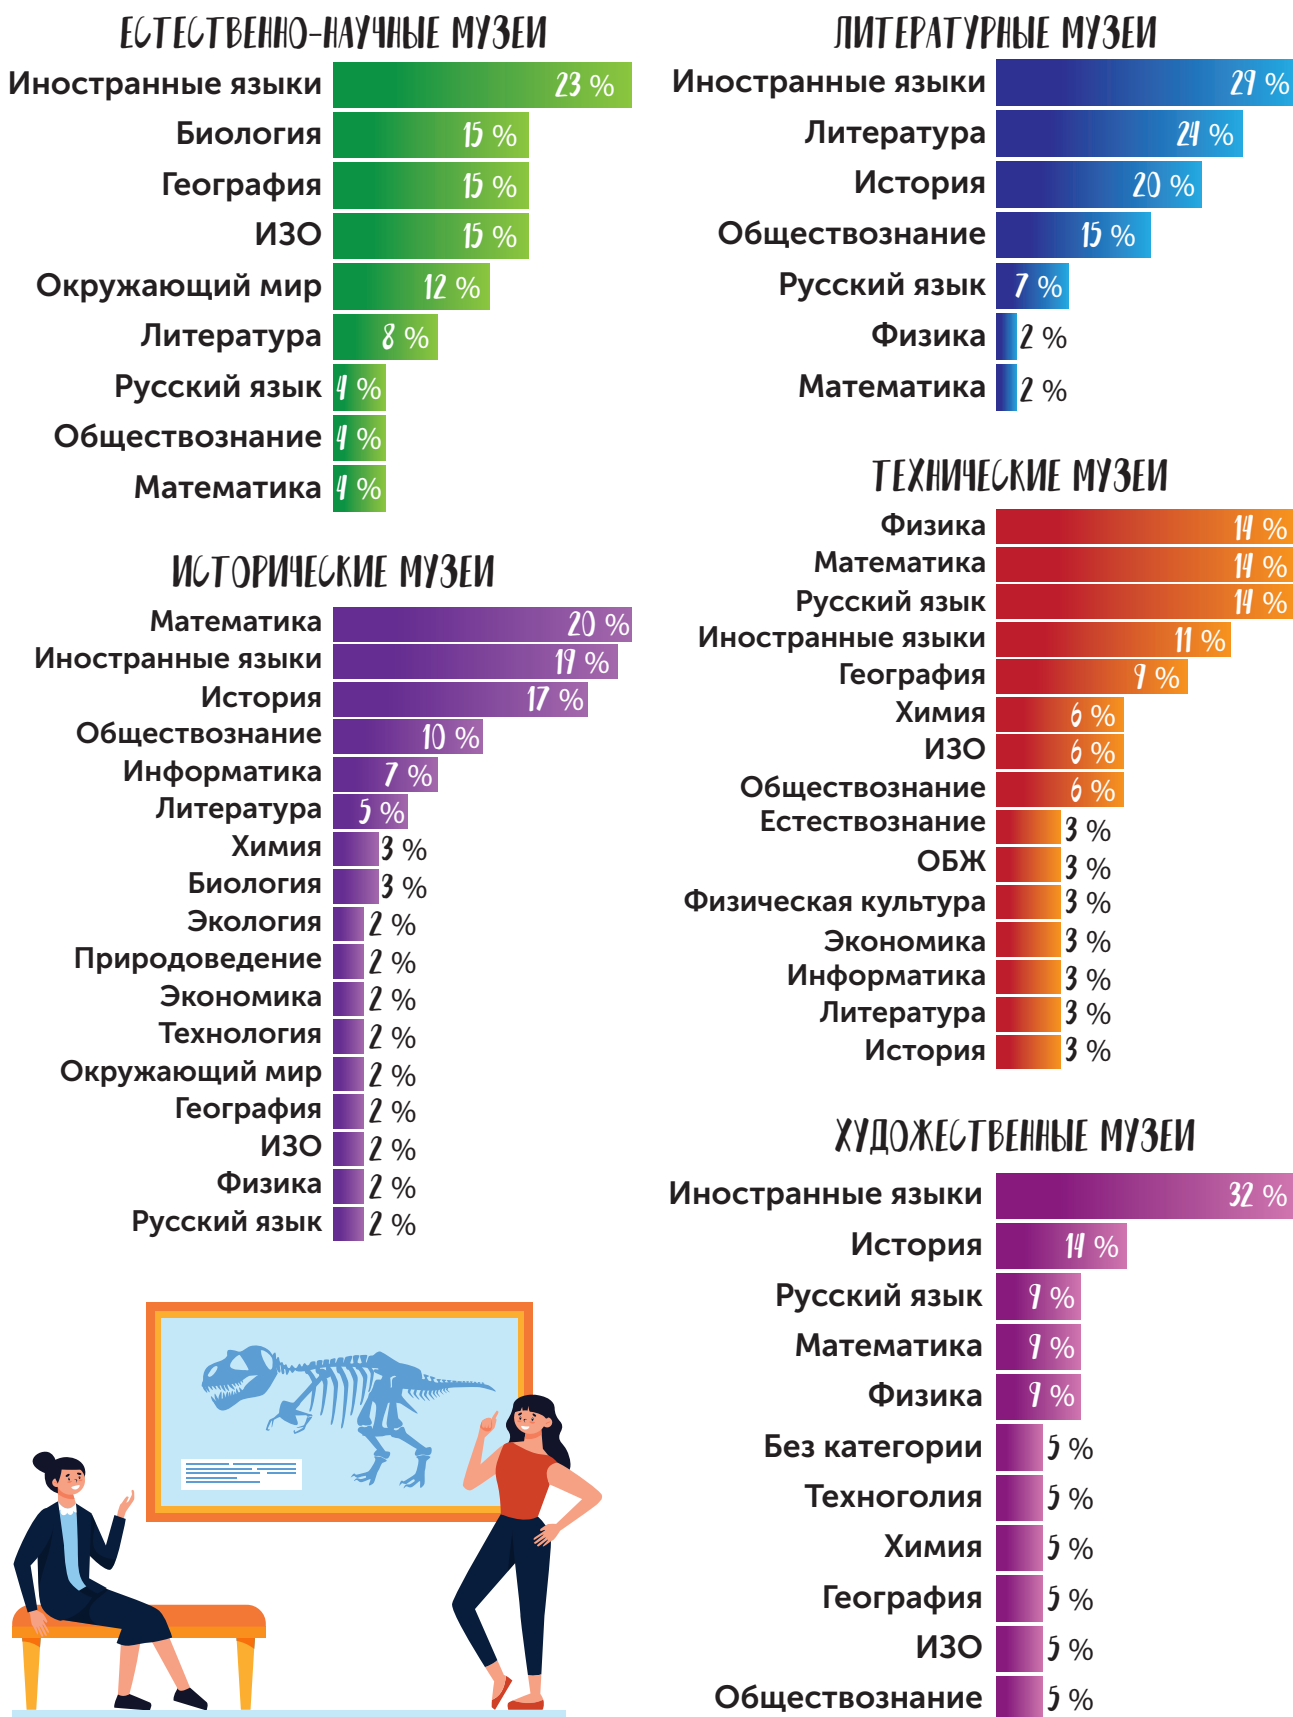 ЕСТЕСТВЕННО-НАУЧНЫЕ МУЗЕИ
Иностранные языки 23 %
Биология 15 %
География 15 %
ИЗО 15 %
Окружающий мир 12 %
Литература 8 %
Русский язык 4 %
Обществознание 4 %
Математика 4 %
ИСТОРИЧЕСКИЕ МУЗЕИ
Математика 20 %
Иностранные языки 19 %
История 17 %
Обществознание 10 %
Информатика 7 %
Литература 5 %
Химия 3 %
Биология 3 %
Экология 2 %
Природоведение 2 %
Экономика 2 %
Технология 2 %
Окружающий мир 2 %
География 2 %
ИЗО 2 %
Физика 2 %
Русский язык 2 %
ЛИТЕРАТУРНЫЕ МУЗЕИ
Иностранные языки 29 %
Литература 24 %
История 20 %
Обществознание 15 %
Русский язык 7 %
Физика 2 %
Математика 2 %
ТЕХНИЧЕСКИЕ МУЗЕИ
Физика 14 %
Математика 14 %
Русский язык 14 %
Иностранные языки 11 %
География 9 %
Химия 6 %
ИЗО 6 %
Обществознание 6 %
Естествознание 3 %
ОБЖ 3 %
Физическая культура 3 %
Экономика 3 %
Информатика 3 %
Литература 3 %
История 3 %
ХУДОЖЕСТВЕННЫЕ МУЗЕИ
Иностранные языки 32 %
История 14 %
Русский язык 9 %
Математика 9 %
Физика 9 %
Без категории 5 %
Техноголия 5 %
Химия 5 %
География 5 %
ИЗО 5 %
Обществознание 5 %